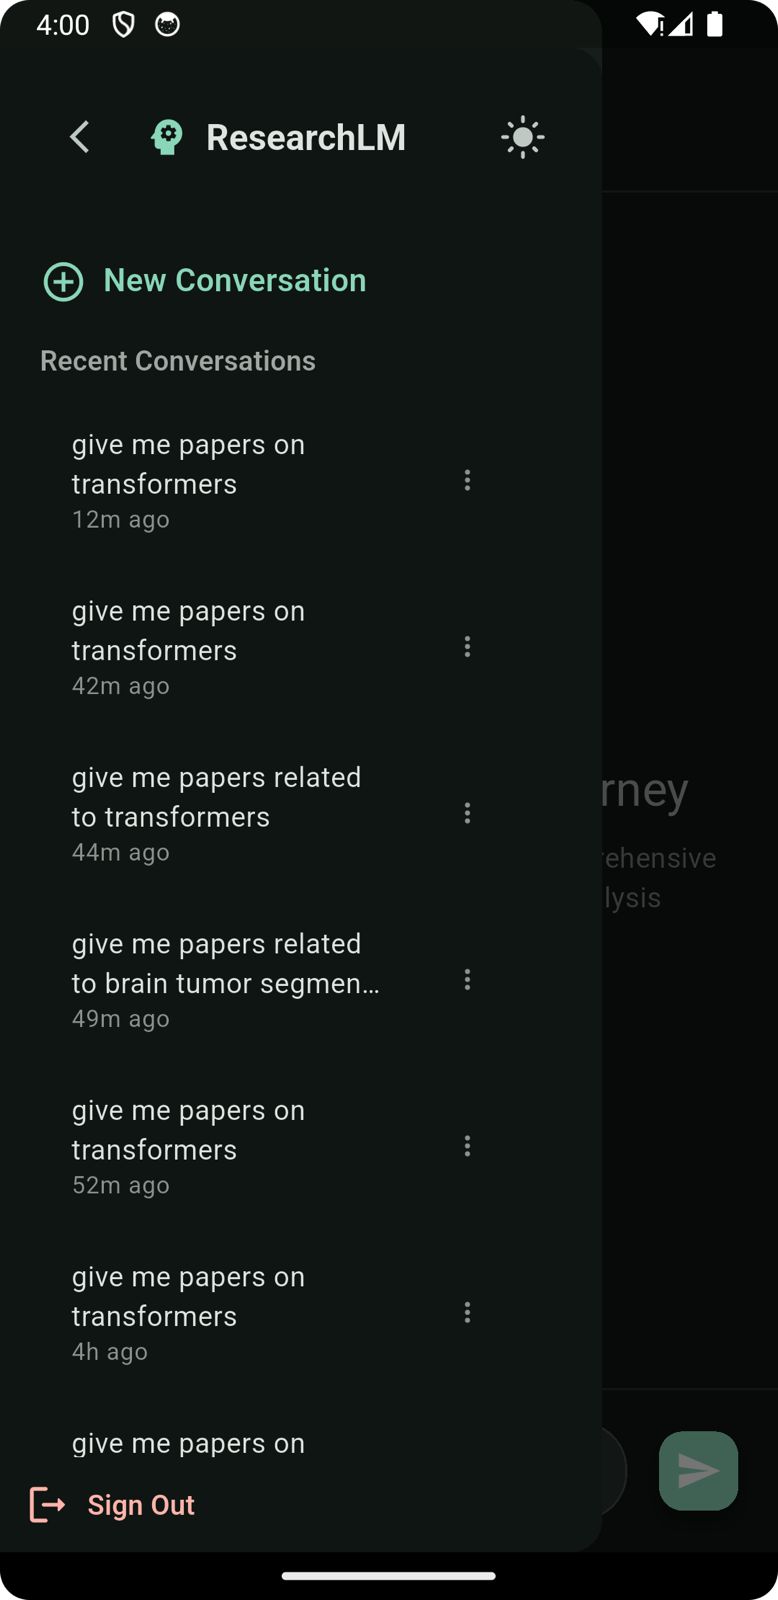 4:00
ResearchLM
New Conversation
Recent Conversations
give me papers on
transformers
12m ago
give me papers on
transformers
42m ago
give me papers related
to transformers
44m ago
give me papers related
to brain tumor segmen...
49m ago
give me papers on
transformers
52m ago
give me papers on
transformers
4h ago
give me papers on
Sign Out
rney
rehensive
lysis